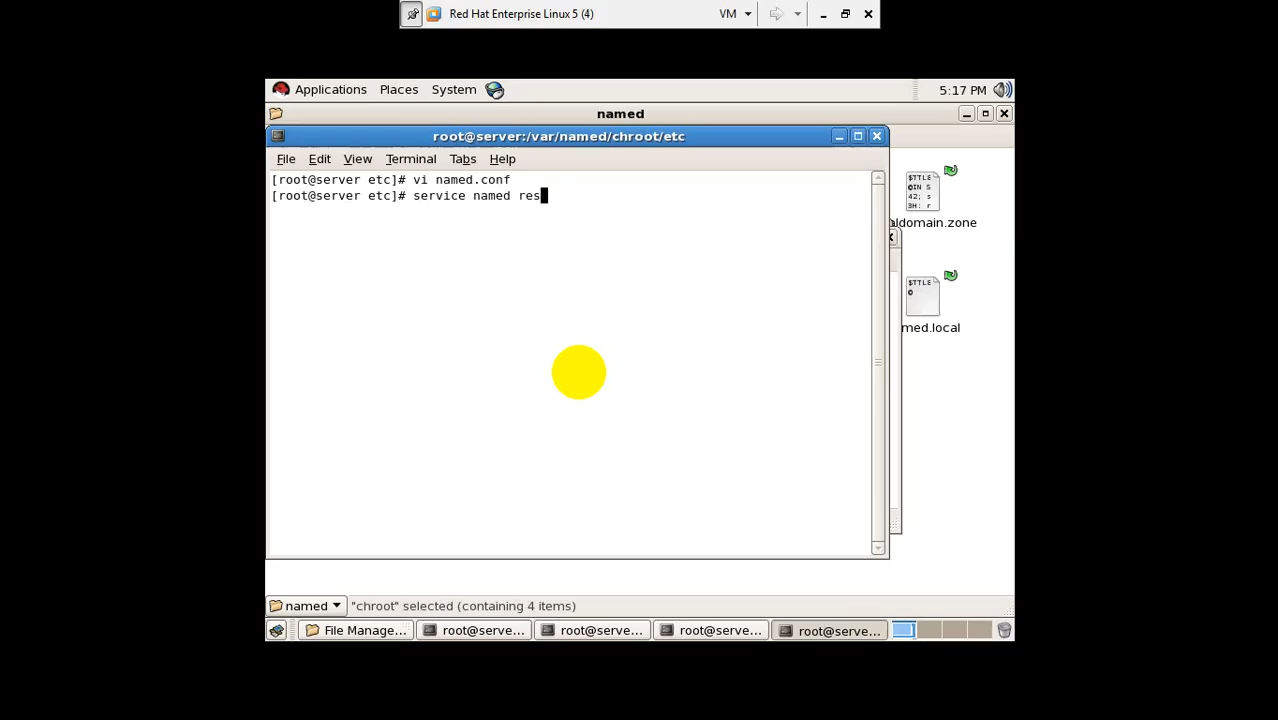 Red Hat Enterprise Linux 5 (4)
VM
Applications Places System
5:17 PM
named
root@server:/var/named/chroot/etc
File Edit View Terminal Tabs Help
[root@server etc]# vi named.conf
[root@server etc]# service named res
$TTL
aldomain.zone
$TTL
med.local
named
"chroot" selected (containing 4 items)
File Manage...
root@serve...
root@serve...
root@serve...
root@serve...